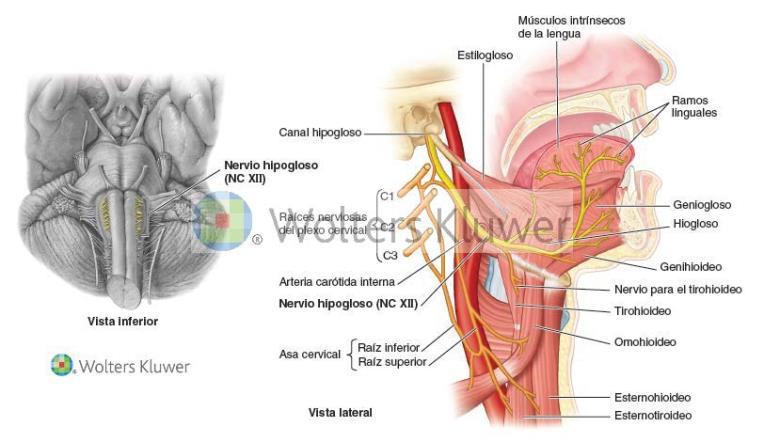 Músculos intrínsecos
de la lengua
Estilogloso
Ramos
linguales
Canal hipogloso
Nervio hipogloso
(NC XII)
C1
Raíces nerviosas
del plexo cervical
C2
C3
® Wolters Kluwer
Geniogloso
Hiogloso
Genihioideo
Arteria carótida interna
Nervio hipogloso (NC XII)
Nervio para el tirohioideo
Tirohioideo
Vista inferior
Omohioideo
Asa cervical
Raíz inferior
Raíz superior
® Wolters Kluwer
Esternohioideo
Vista lateral
Esternotiroideo